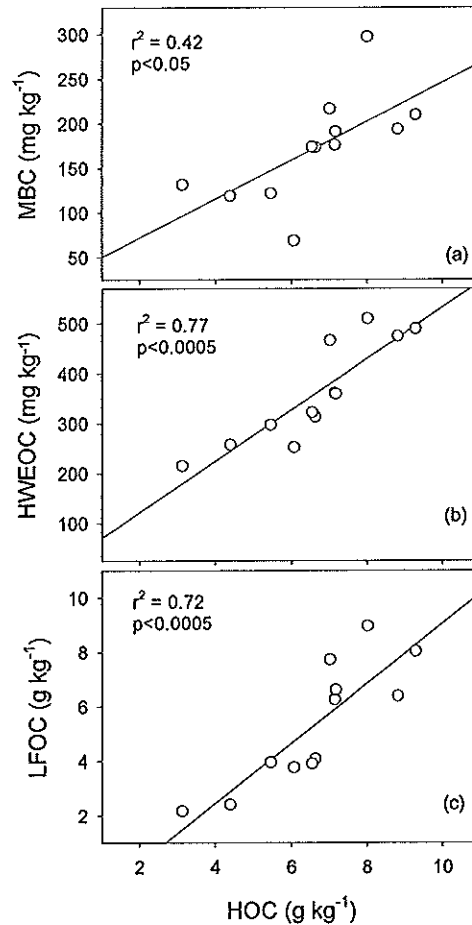 300
r² = 0.42
p<0.05
250
200
150
100
50
MBC (mg kg⁻¹)
(a)
500
r² = 0.77
p<0.0005
400
300
200
100
HWEOC (mg kg⁻¹)
(b)
10
r² = 0.72
p<0.0005
8
6
4
2
LFOC (g kg⁻¹)
(c)
2 4 6 8 10
HOC (g kg⁻¹)